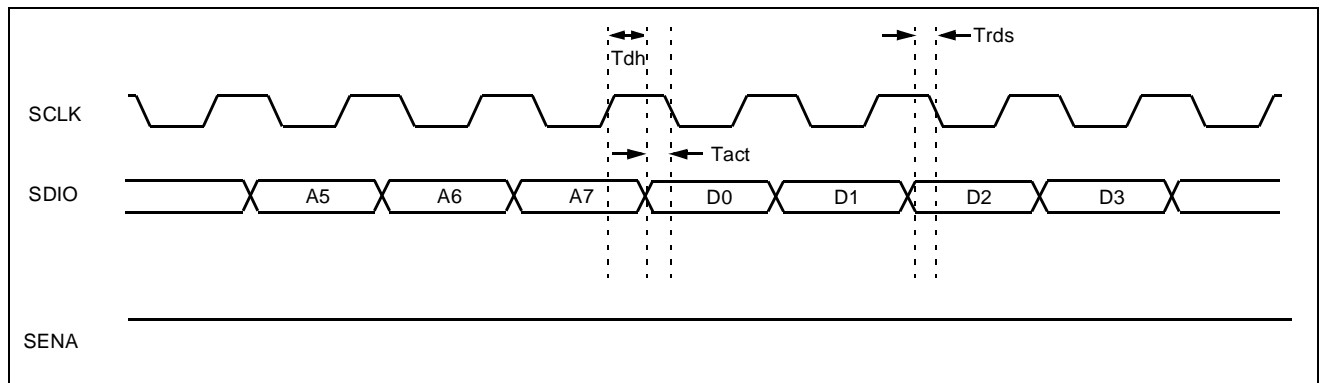 Tdh
Trds
SCLK
Tact
SDIO
A5
A6
A7
D0
D1
D2
D3
SENA